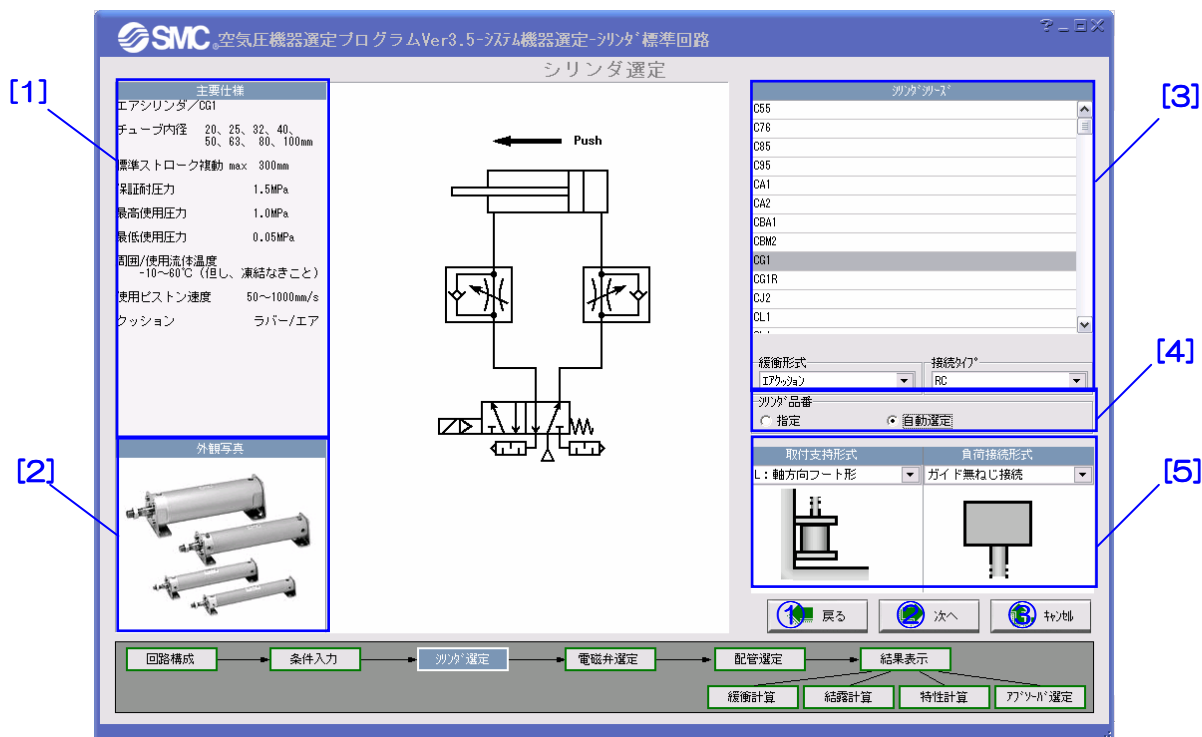 SMC 空気圧機器選定プログラムVer3.5-システム機器選定-シリンダ標準回路
シリンダ選定
[1]
主要仕様
エアシリンダ/CG1
チューブ内径 20、25、32、40、
50、63、 80、100mm
標準ストローク複動 max 300mm
保証耐圧力 1.5MPa
最高使用圧力 1.0MPa
最低使用圧力 0.05MPa
周囲/使用流体温度
-10~60℃(但し、凍結なきこと)
使用ピストン速度 50~1000mm/s
クッション ラバー/エア
[2]
外観写真
Push
[3]
シリンダシリーズ
C55
C76
C85
C95
CA1
CA2
CBA1
CBM2
CG1
CG1R
CJ2
CL1
緩衝形式
エアクッション
接続タイプ
RC
[4]
シリンダ品番
指定
自動選定
[5]
取付支持形式 負荷接続形式
L:軸方向フート形 ガイド無ねじ接続
① 戻る ② 次へ ③ キャンセル
回路構成 条件入力 シリンダ選定 電磁弁選定 配管選定 結果表示
緩衝計算 結露計算 特性計算 アブソーバ選定